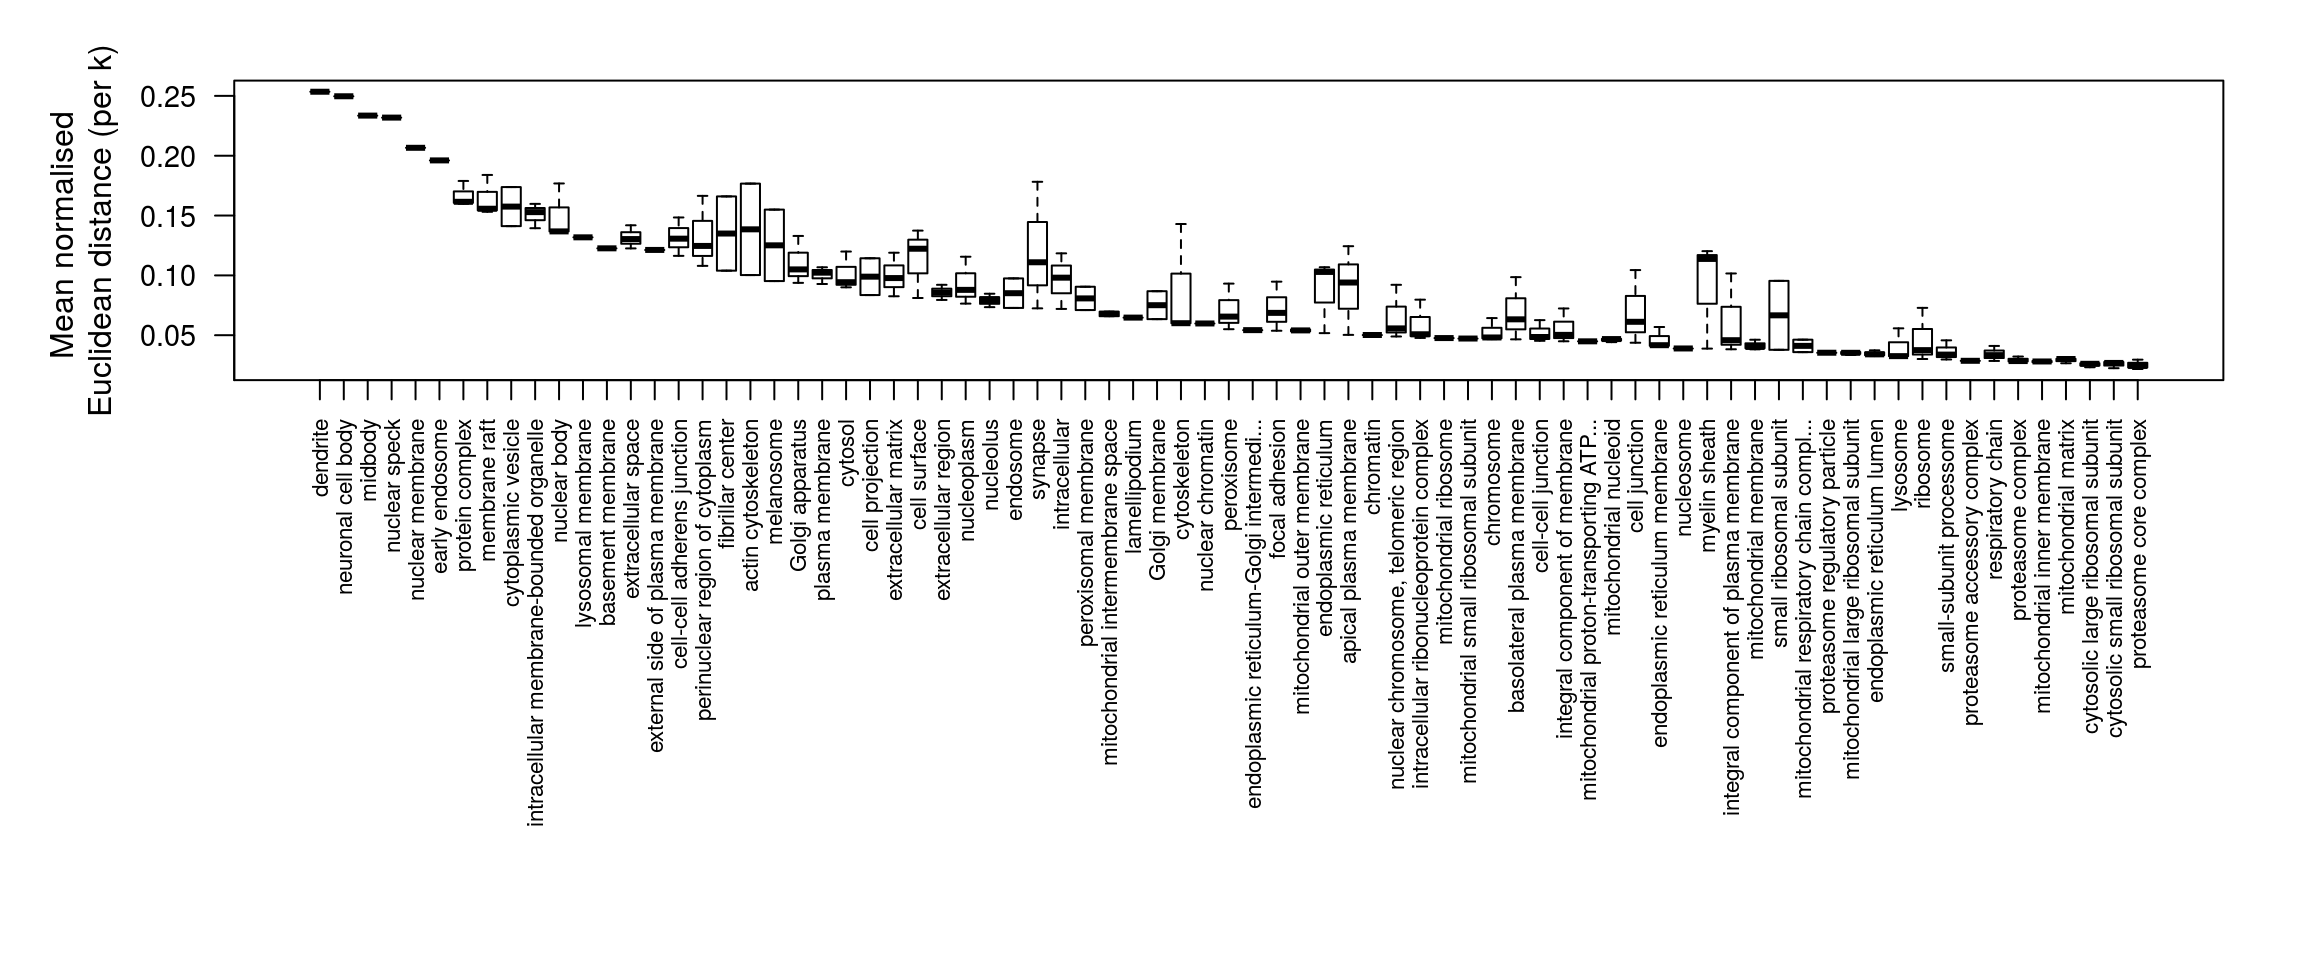 Mean normalised
Euclidean distance (per k)
0.25
0.20
0.15
0.10
0.05
dendrite
neuronal cell body
midbody
nuclear speck
nuclear membrane
early endosome
protein complex
membrane raft
cytoplasmic vesicle
intracellular membrane-bounded organelle
nuclear body
lysosomal membrane
basement membrane
extracellular space
external side of plasma membrane
cell-cell adherens junction
perinuclear region of cytoplasm
fibrillar center
actin cytoskeleton
melanosome
Golgi apparatus
plasma membrane
cytosol
cell projection
extracellular matrix
cell surface
extracellular region
nucleoplasm
nucleolus
endosome
synapse
intracellular
peroxisomal membrane
mitochondrial intermembrane space
lamellipodium
Golgi membrane
cytoskeleton
nuclear chromatin
peroxisome
endoplasmic reticulum-Golgi intermedi...
focal adhesion
mitochondrial outer membrane
endoplasmic reticulum
apical plasma membrane
chromatin
nuclear chromosome, telomeric region
intracellular ribonucleoprotein complex
mitochondrial ribosome
mitochondrial small ribosomal subunit
chromosome
basolateral plasma membrane
cell-cell junction
integral component of membrane
mitochondrial proton-transporting ATP...
mitochondrial nucleoid
cell junction
endoplasmic reticulum membrane
nucleosome
myelin sheath
integral component of plasma membrane
mitochondrial membrane
small ribosomal subunit
mitochondrial respiratory chain compl...
proteasome regulatory particle
mitochondrial large ribosomal subunit
endoplasmic reticulum lumen
lysosome
ribosome
small-subunit processome
proteasome accessory complex
respiratory chain
proteasome complex
mitochondrial inner membrane
mitochondrial matrix
cytosolic large ribosomal subunit
cytosolic small ribosomal subunit
proteasome core complex